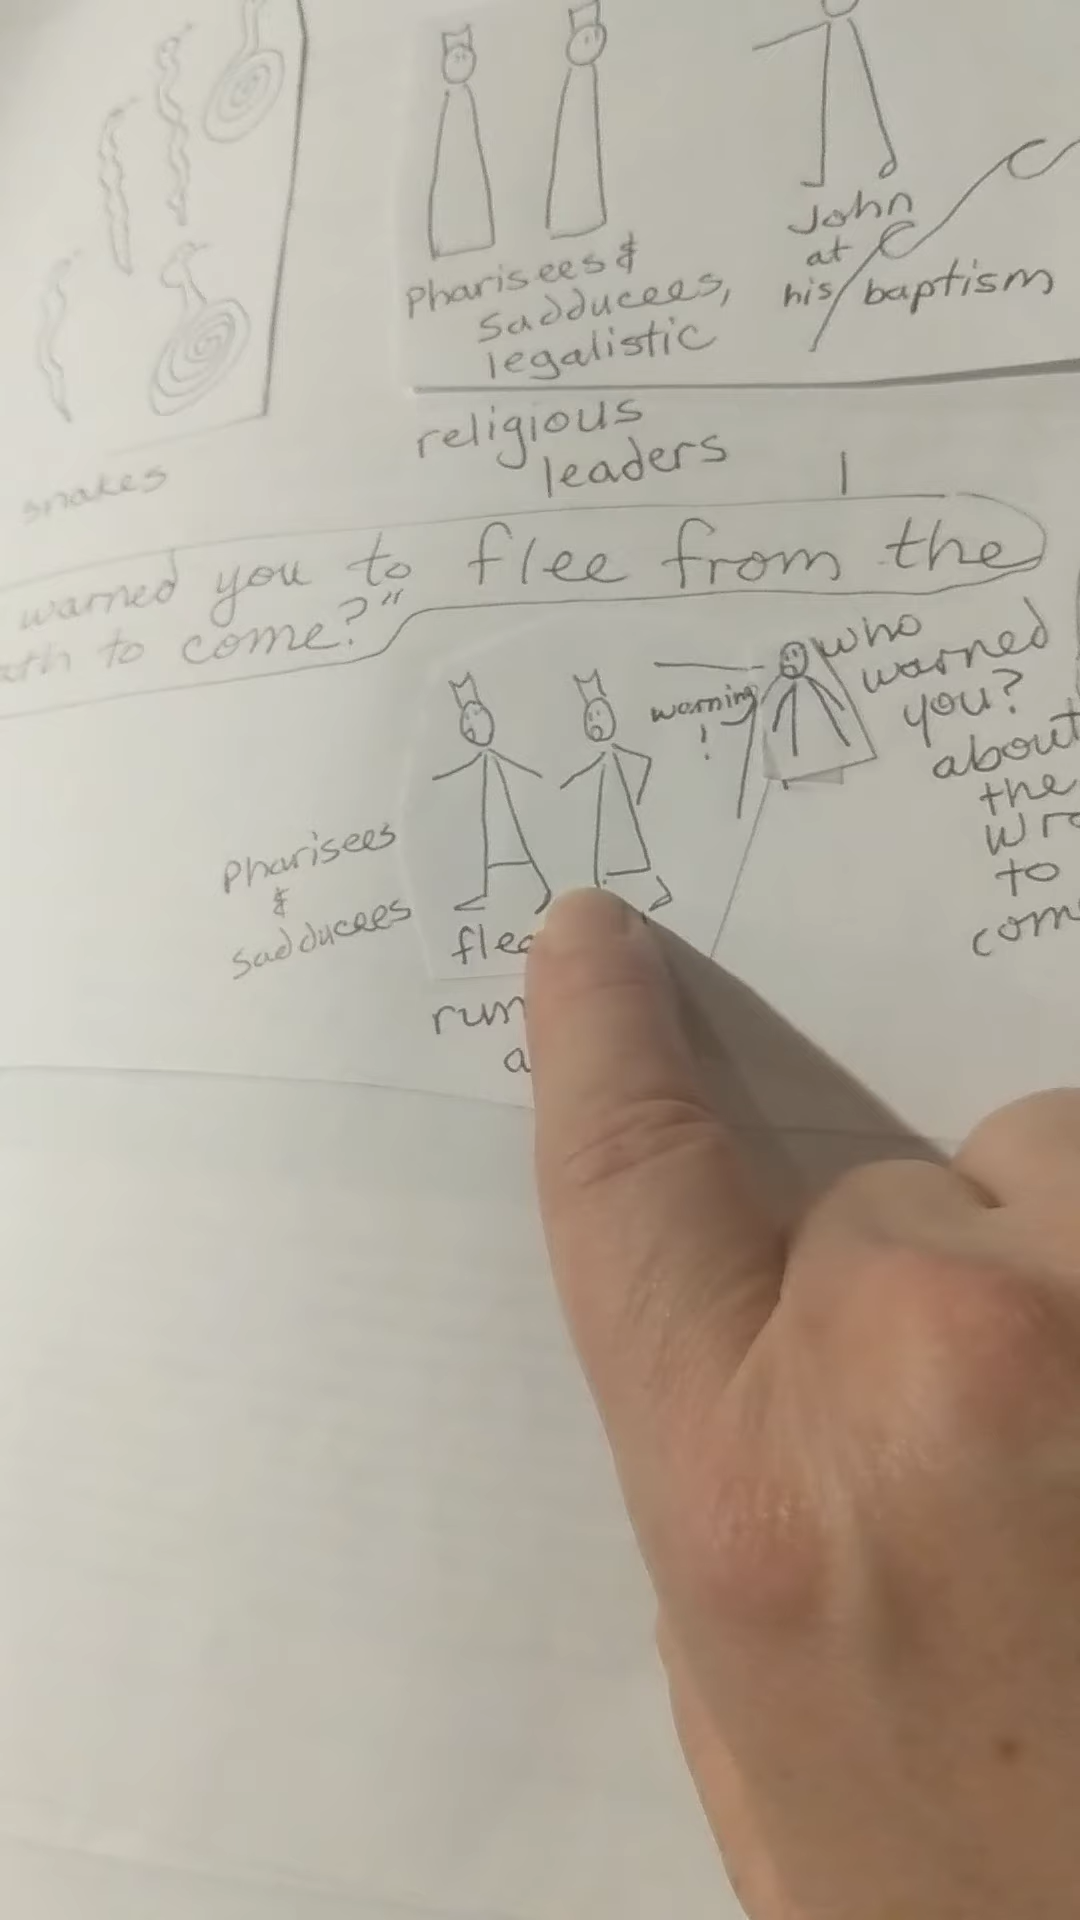 Pharisees &
Sadducees,
legalistic
John
at
his baptism
religious
leaders
snakes
warned you to flee from the
to come?"
warning
!
who
warned
you?
about
the
to
Pharisees
&
Sadducees